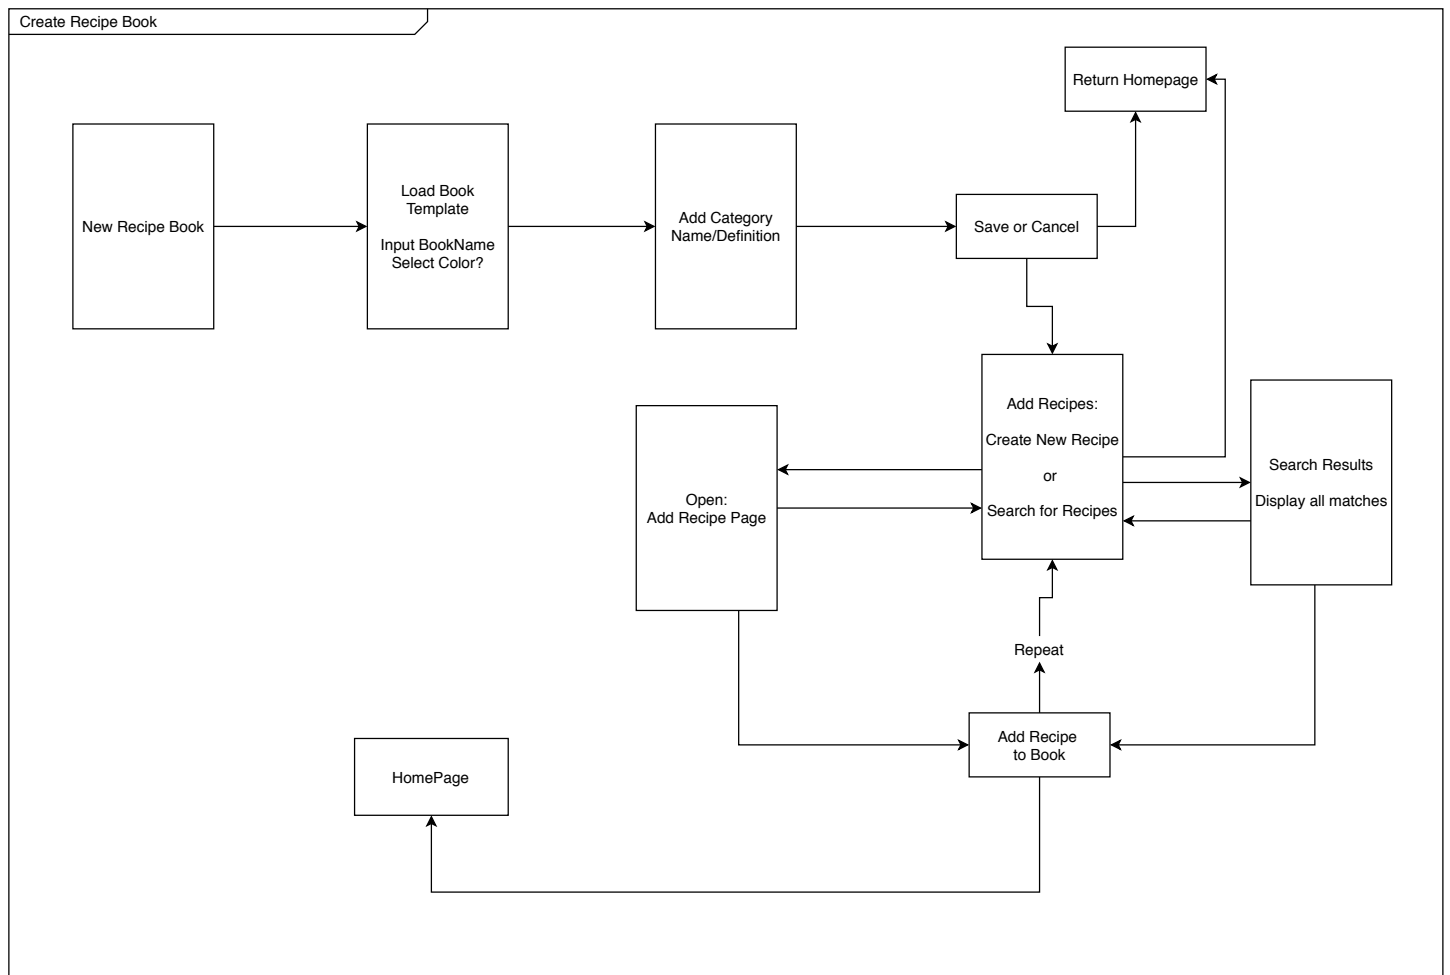 Create Recipe Book
Return Homepage
New Recipe Book
Load Book
Template
Input BookName
Select Color?
Add Category
Name/Definition
Save or Cancel
Add Recipes:
Create New Recipe
or
Search for Recipes
Open:
Add Recipe Page
Search Results
Display all matches
Repeat
Add Recipe
to Book
HomePage